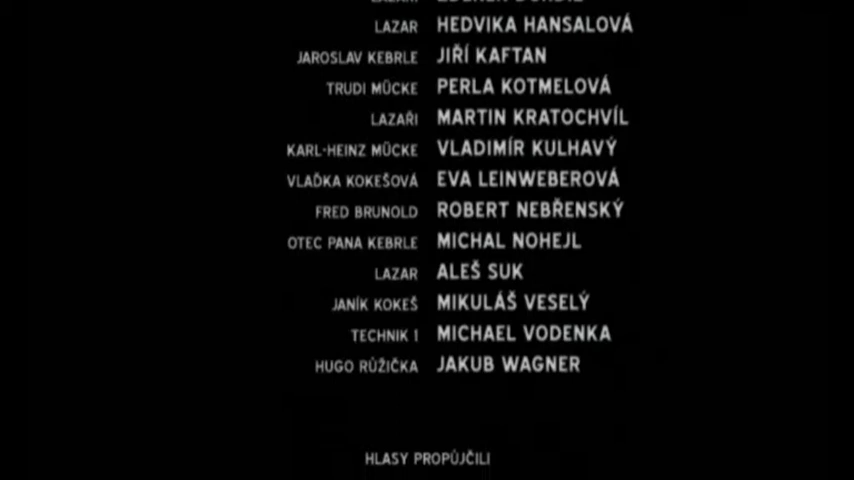 LAZAR HEDVIKA HANSALOVÁ
JAROSLAV KEBRLE JIŘÍ KAFTAN
TRUDI MÜCKE PERLA KOTMELOVÁ
LAZAŘI MARTIN KRATOCHVÍL
KARL-HEINZ MÜCKE VLADIMÍR KULHAVÝ
VLAĎKA KOKEŠOVÁ EVA LEINWEBEROVÁ
FRED BRUNOLD ROBERT NEBŘENSKÝ
OTEC PANA KEBRLE MICHAL NOHEJL
LAZAR ALEŠ SUK
JANÍK KOKEŠ MIKULÁŠ VESELÝ
TECHNIK 1 MICHAEL VODENKA
HUGO RŮŽIČKA JAKUB WAGNER
HLASY PROPŮJČILI